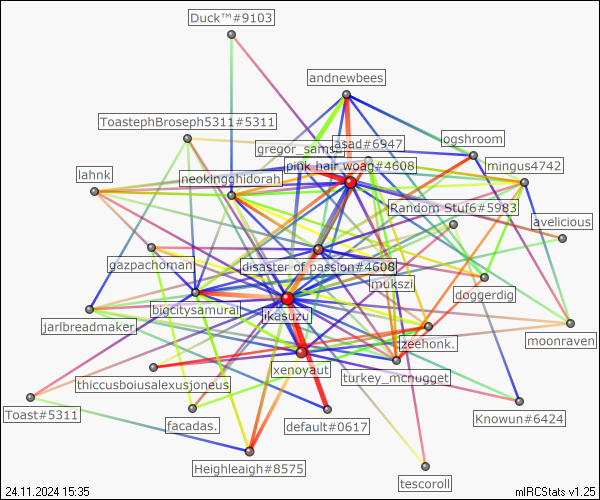 Duck™#9103
andnewbees
ToastephBroseph5311#5311
asad#6947
ogshroom
gregor_samsa
pink hair woag#4608
mingus4742
lahnk
neokingghidorah
Random Stuf6#5983
avelicious
gazpachoman
disaster of passion#4608
mukszi
doggerdig
bigcitysamurai
jkasuzu
jarlbreadmaker
zeehonk.
moonraven
xenoyaut
turkey_mcnugget
thiccusboiusalexusjoneus
Toast#5311
facadas.
default#0617
Knowun#6424
Heighleaigh#8575
tescoroll
24.11.2024 15:35
mIRCStats v1.25